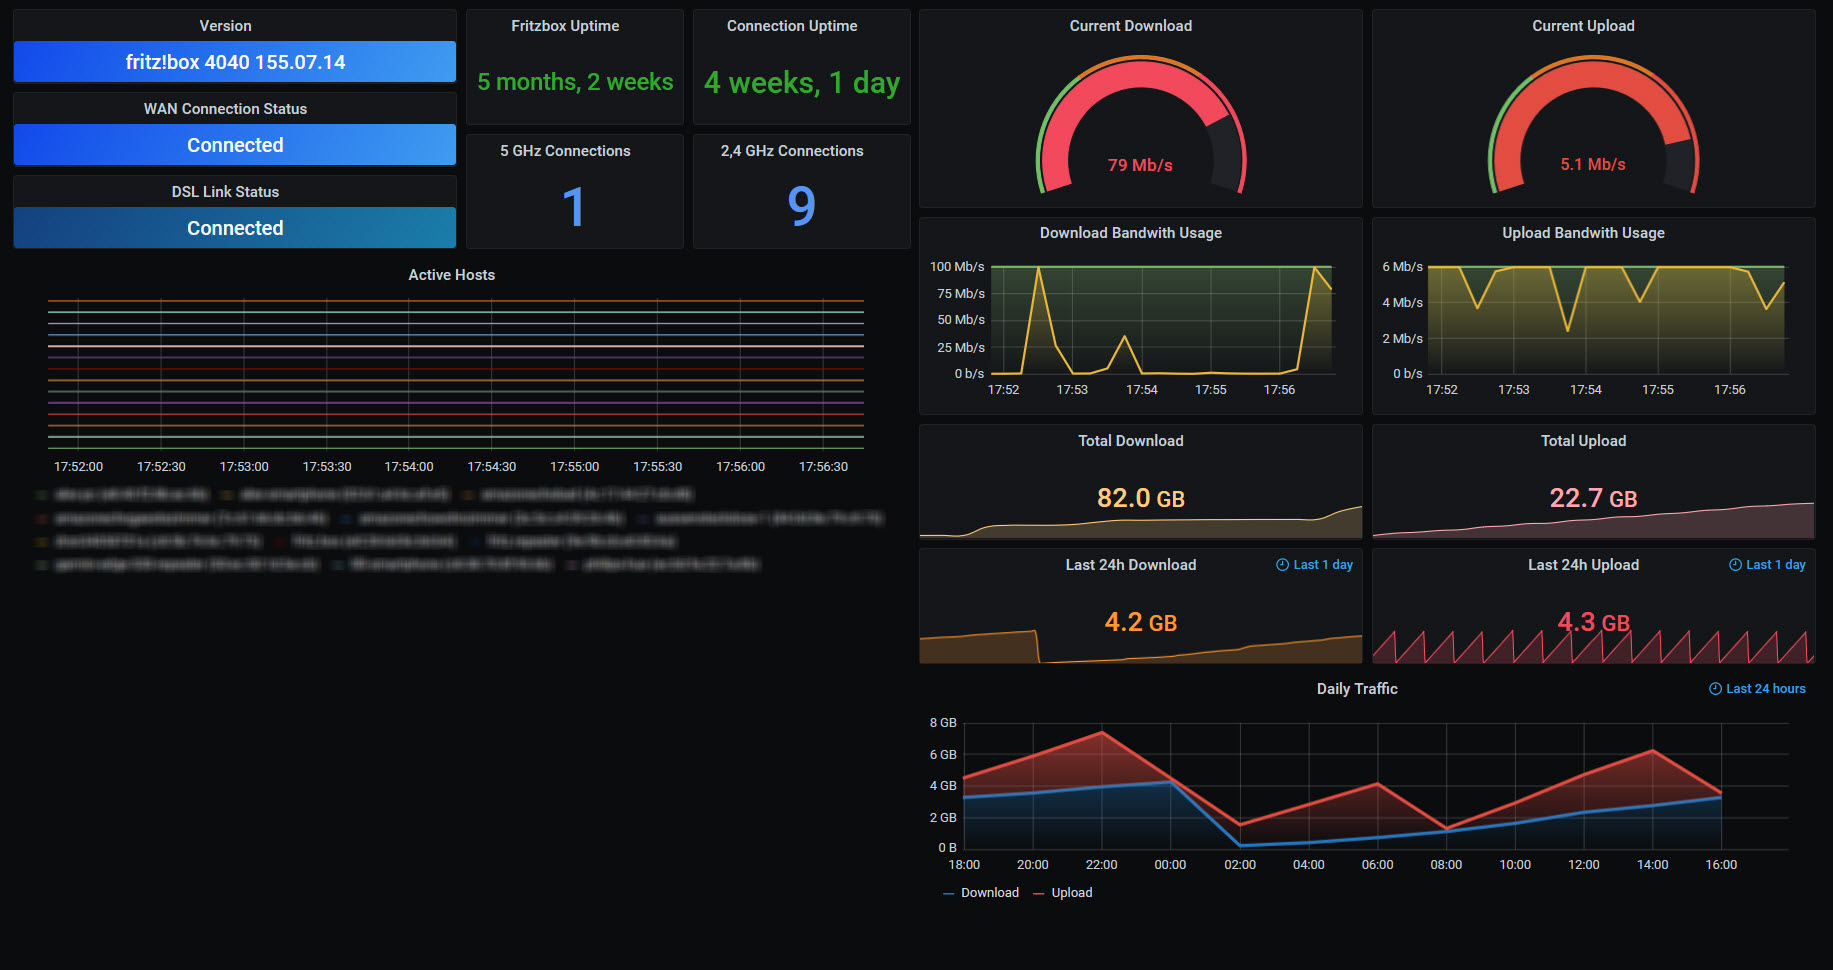 Version
fritz!box 4040 155.07.14
WAN Connection Status
Connected
DSL Link Status
Connected
Fritzbox Uptime
5 months, 2 weeks
Connection Uptime
4 weeks, 1 day
5 GHz Connections
1
2,4 GHz Connections
9
Active Hosts
17:52:00 17:52:30 17:53:00 17:53:30 17:54:00 17:54:30 17:55:00 17:55:30 17:56:00 17:56:30
Current Download
79 Mb/s
Current Upload
5.1 Mb/s
Download Bandwith Usage
100 Mb/s
75 Mb/s
50 Mb/s
25 Mb/s
0 b/s
17:52 17:53 17:54 17:55 17:56
Upload Bandwith Usage
6 Mb/s
4 Mb/s
2 Mb/s
0 b/s
17:52 17:53 17:54 17:55 17:56
Total Download
82.0 GB
Total Upload
22.7 GB
Last 24h Download
Last 1 day
4.2 GB
Last 24h Upload
Last 1 day
4.3 GB
Daily Traffic
Last 24 hours
8 GB
6 GB
4 GB
2 GB
0 B
18:00 20:00 22:00 00:00 02:00 04:00 06:00 08:00 10:00 12:00 14:00 16:00
Download Upload